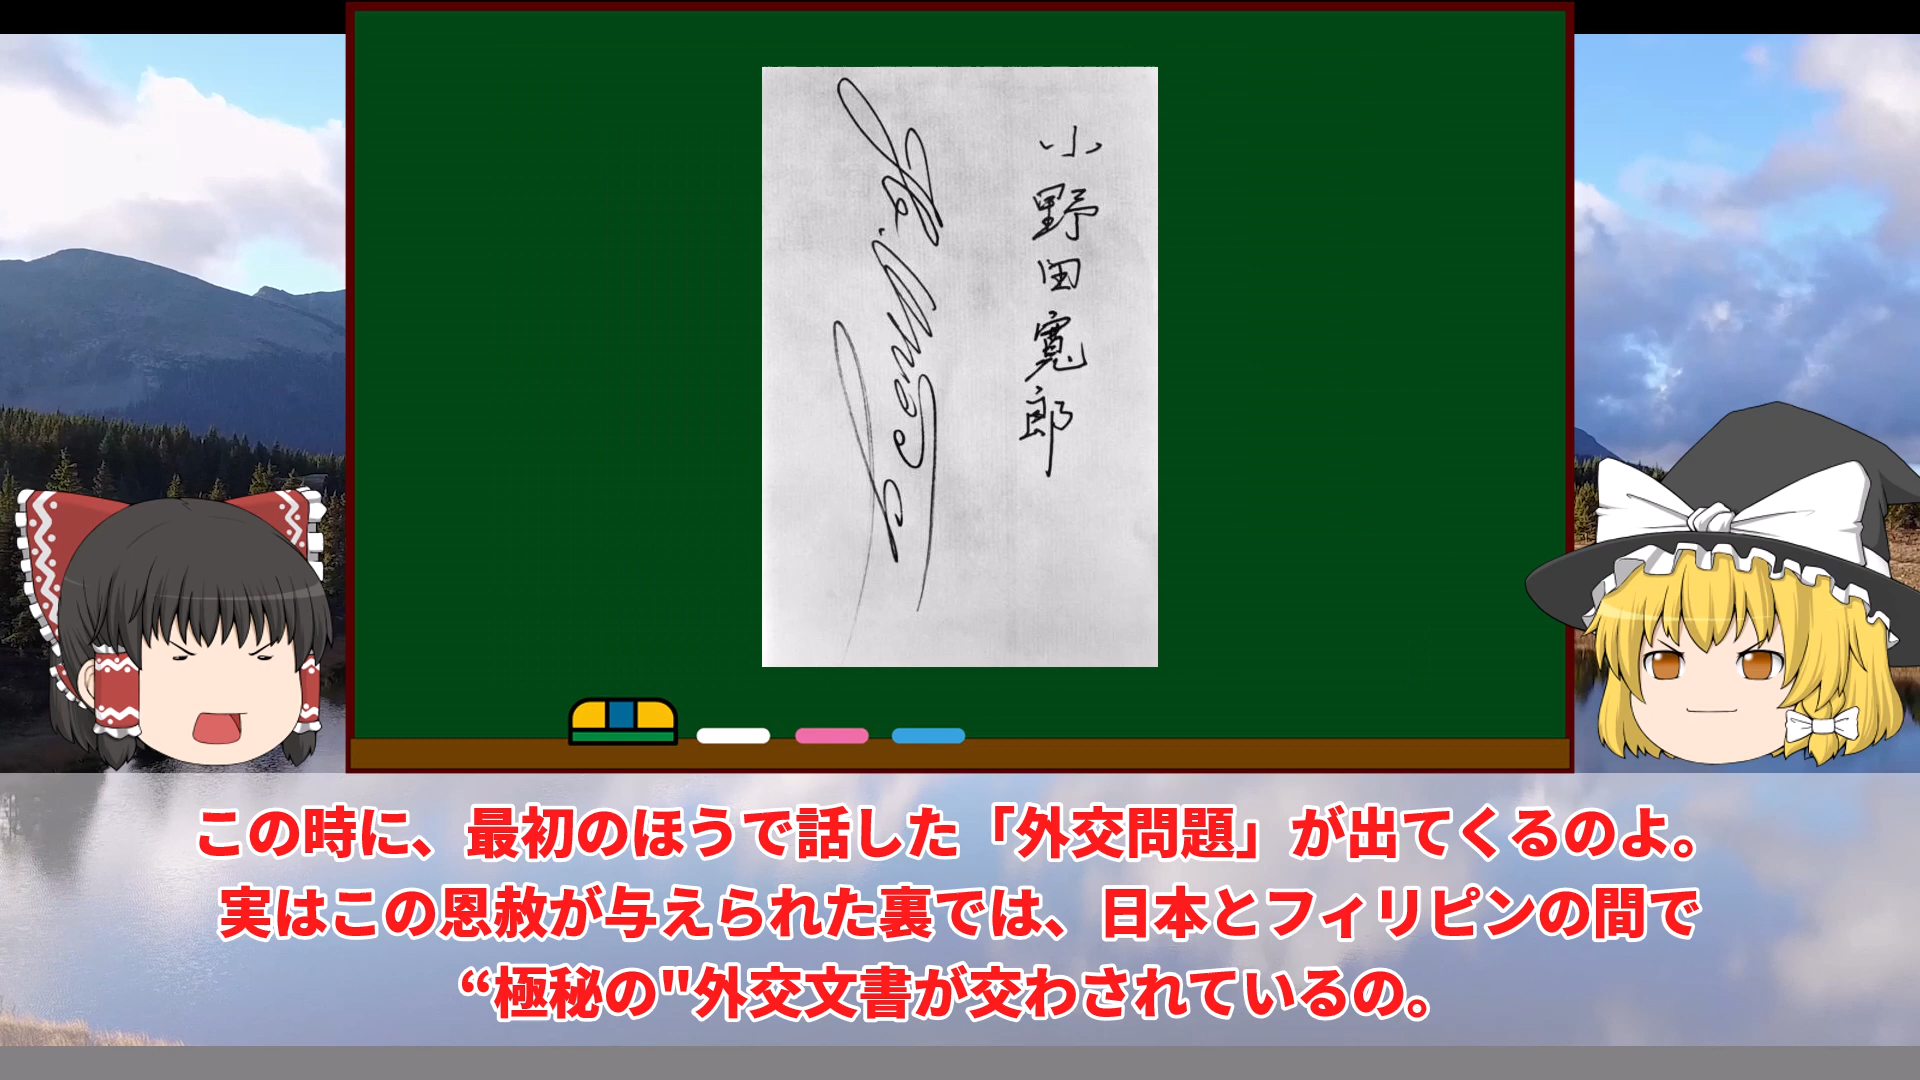 小野田寛郎
Hiroo Onoda
この時に、最初のほうで話した「外交問題」が出てくるのよ。
実はこの恩赦が与えられた裏では、日本とフィリピンの間で
“極秘の"外交文書が交わされているの。